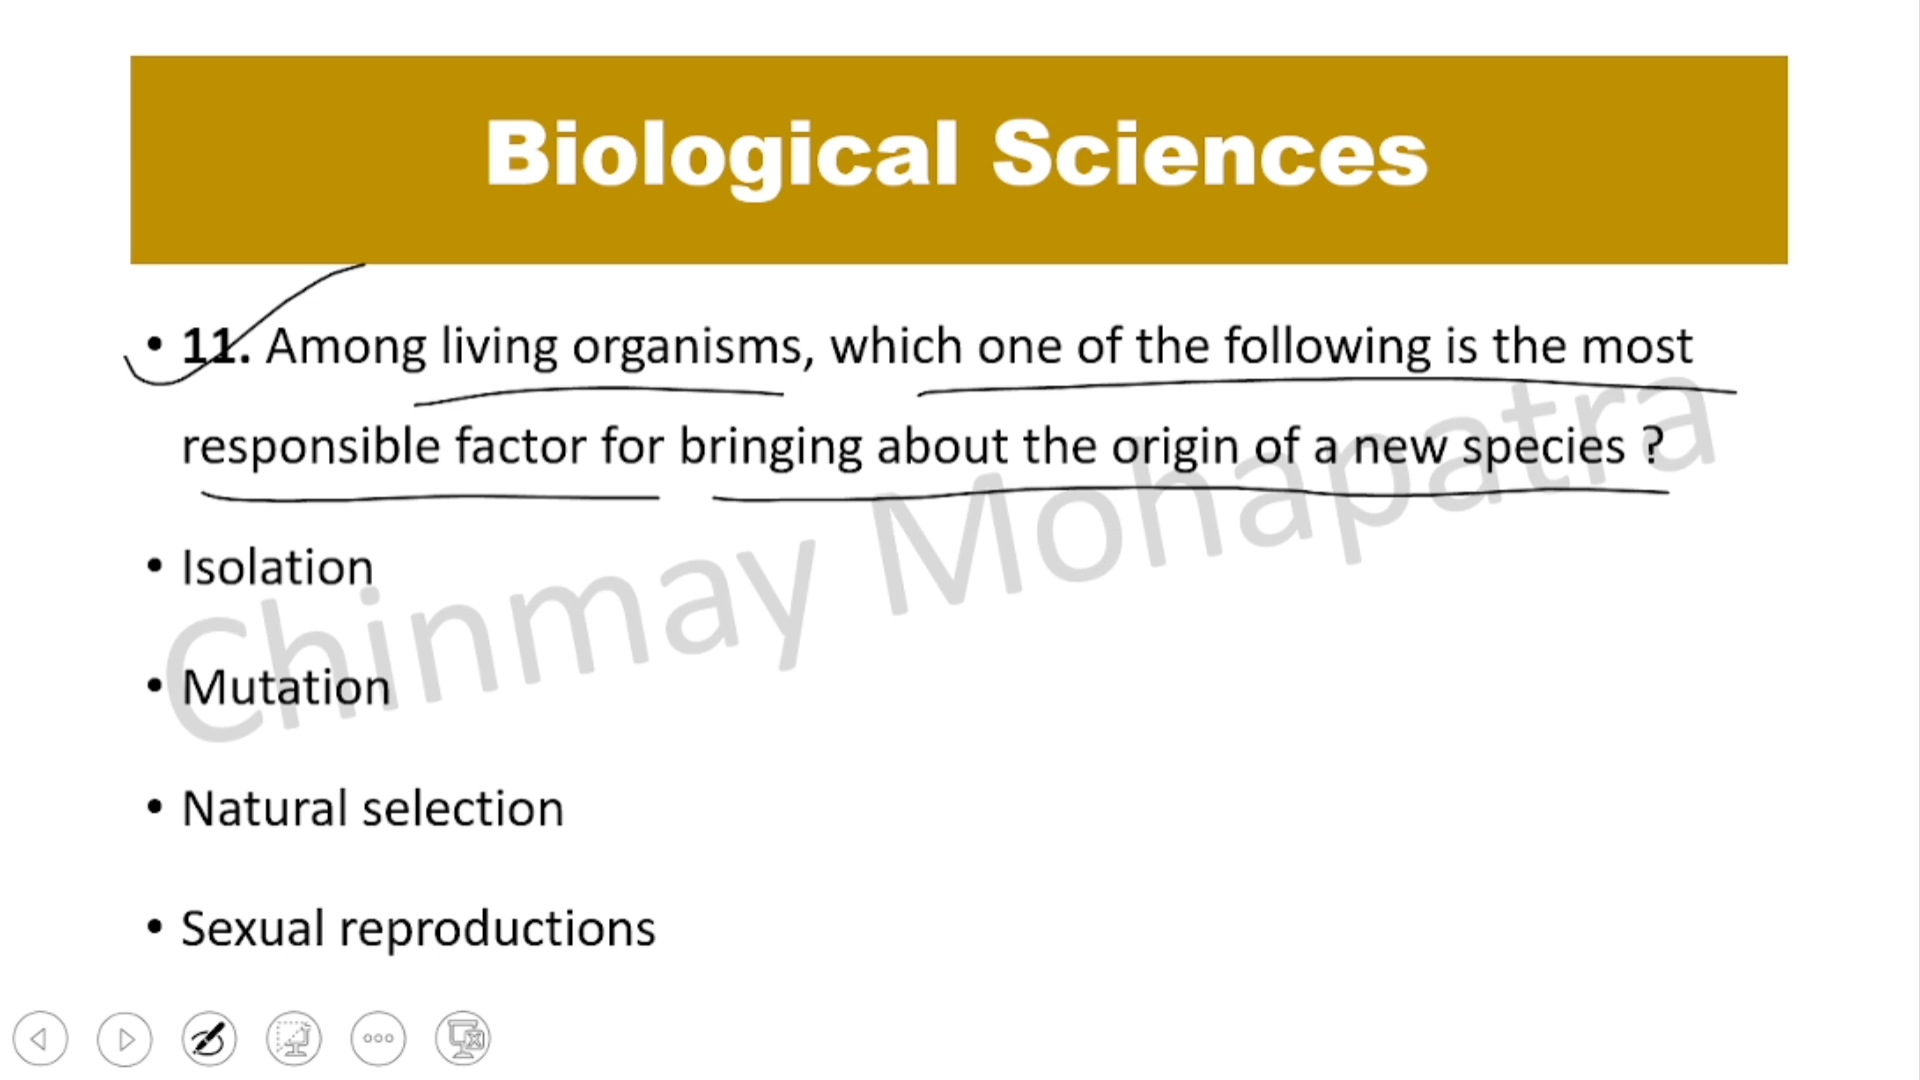 Biological Sciences
• 11. Among living organisms, which one of the following is the most
responsible factor for bringing about the origin of a new species ?
• Isolation
• Mutation
• Natural selection
• Sexual reproductions
Chinmay Mohapatra